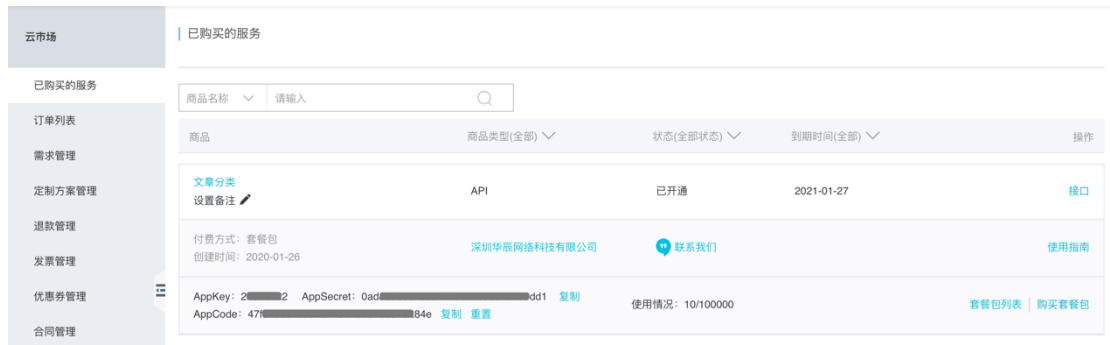 云市场
已购买的服务
订单列表
需求管理
定制方案管理
退款管理
发票管理
优惠券管理
合同管理
已购买的服务
商品名称 请输入
商品 商品类型(全部) 状态(全部状态) 到期时间(全部) 操作
文章分类
设置备注 API 已开通 2021-01-27 接口
付费方式：套餐包
创建时间：2020-01-26 深圳华辰网络科技有限公司 联系我们 使用指南
AppKey：2 2 AppSecret：0ad dd1 复制
AppCode：47f 84e 复制 重置
使用情况：10/100000 套餐包列表 购买套餐包